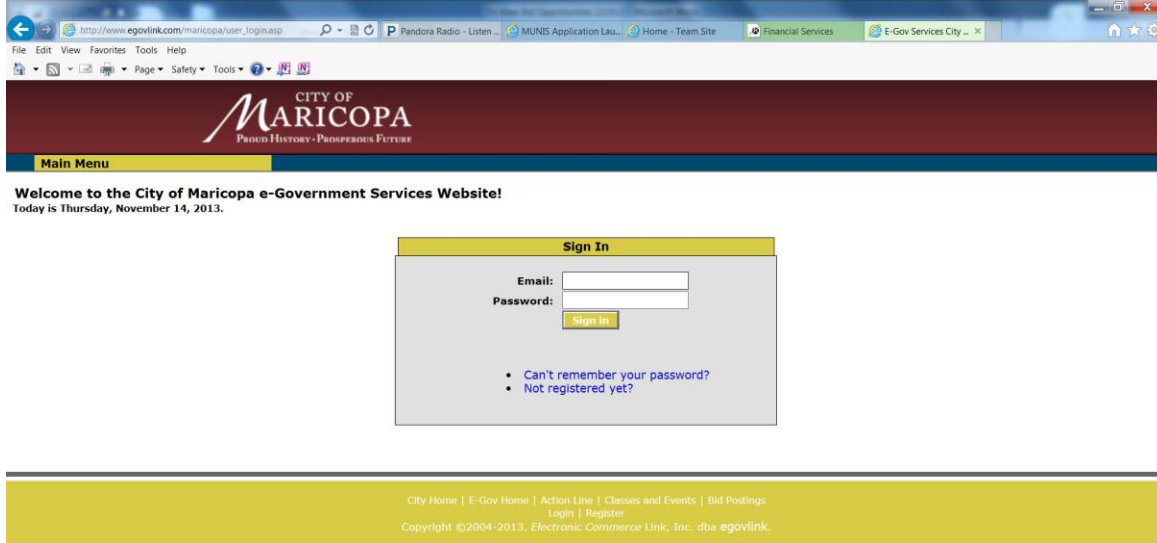 http://www.egovlink.com/maricopa/user_login.asp
Pandora Radio - Listen ...
MUNIS Application Lau...
Home - Team Site
Financial Services
E-Gov Services City ...
File Edit View Favorites Tools Help
Page Safety Tools
CITY OF
MARICOPA
PROUD HISTORY • PROSPEROUS FUTURE
Main Menu
Welcome to the City of Maricopa e-Government Services Website!
Today is Thursday, November 14, 2013.
Sign In
Email:
Password:
Sign in
• Can't remember your password?
• Not registered yet?
City Home | E-Gov Home | Action Line | Classes and Events | Bid Postings
Login | Register
Copyright ©2004-2013. Electronic Commerce Link, Inc. dba egovlink.